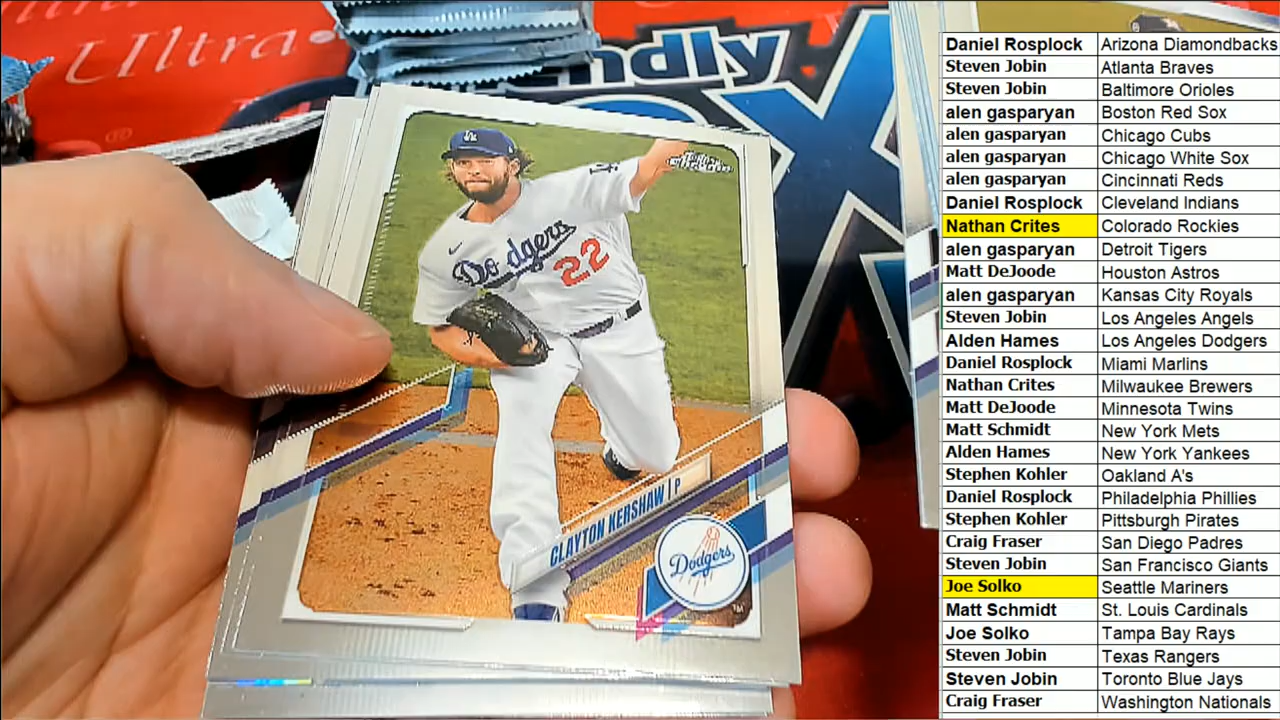 Ultra
ndly
X
LA
Topps
Chrome
LA
Dodgers
22
CLAYTON KERSHAW | P
Dodgers
TM
Daniel Rosplock Arizona Diamondbacks
Steven Jobin Atlanta Braves
Steven Jobin Baltimore Orioles
alen gasparyan Boston Red Sox
alen gasparyan Chicago Cubs
alen gasparyan Chicago White Sox
alen gasparyan Cincinnati Reds
Daniel Rosplock Cleveland Indians
Nathan Crites Colorado Rockies
alen gasparyan Detroit Tigers
Matt DeJoode Houston Astros
alen gasparyan Kansas City Royals
Steven Jobin Los Angeles Angels
Alden Hames Los Angeles Dodgers
Daniel Rosplock Miami Marlins
Nathan Crites Milwaukee Brewers
Matt DeJoode Minnesota Twins
Matt Schmidt New York Mets
Alden Hames New York Yankees
Stephen Kohler Oakland A's
Daniel Rosplock Philadelphia Phillies
Stephen Kohler Pittsburgh Pirates
Craig Fraser San Diego Padres
Steven Jobin San Francisco Giants
Joe Solko Seattle Mariners
Matt Schmidt St. Louis Cardinals
Joe Solko Tampa Bay Rays
Steven Jobin Texas Rangers
Steven Jobin Toronto Blue Jays
Craig Fraser Washington Nationals